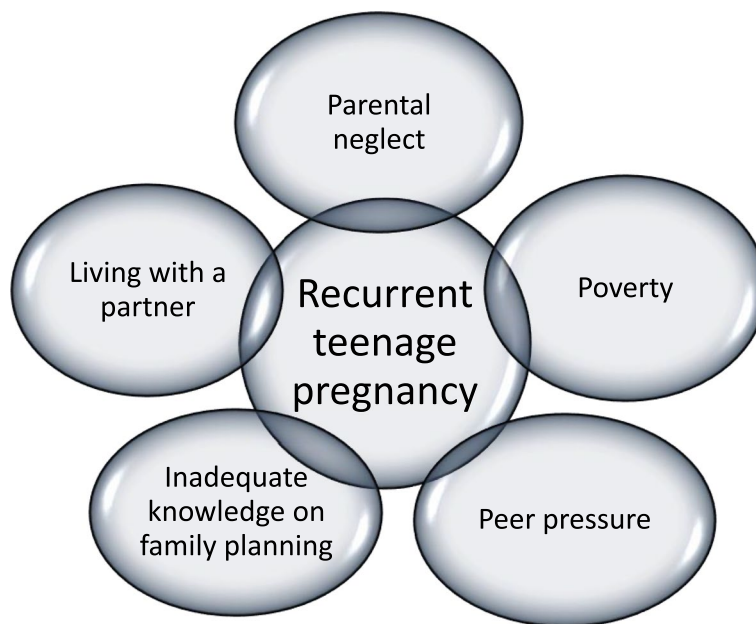 Parental
neglect
Living with a
partner
Recurrent
teenage
pregnancy
Poverty
Inadequate
knowledge on
family planning
Peer pressure